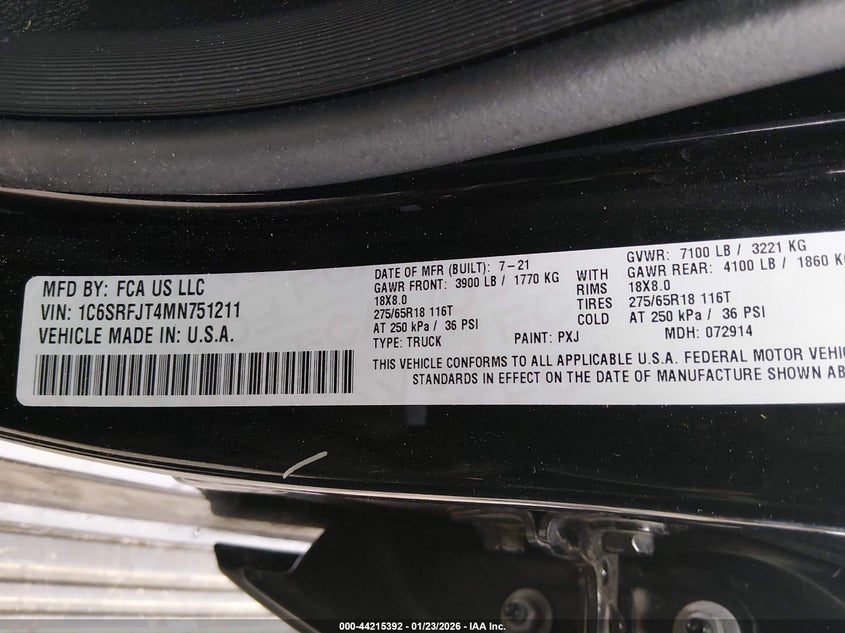 MFD BY: FCA US LLC
VIN: 1C6SRFJT4MN751211
VEHICLE MADE IN: U.S.A.
DATE OF MFR (BUILT): 7-21
GAWR FRONT: 3900 LB / 1770 KG
18X8.0
275/65R18 116T
AT 250 kPa / 36 PSI
TYPE: TRUCK
PAINT: PXJ
WITH
RIMS
TIRES
COLD
GVWR: 7100 LB / 3221 KG
GAWR REAR: 4100 LB / 1860 KG
18X8.0
275/65R18 116T
AT 250 kPa / 36 PSI
MDH: 072914
THIS VEHICLE CONFORMS TO ALL APPLICABLE U.S.A. FEDERAL MOTOR VEHIC
STANDARDS IN EFFECT ON THE DATE OF MANUFACTURE SHOWN AB
000-44215392 - 01/23/2026 - IAA Inc.